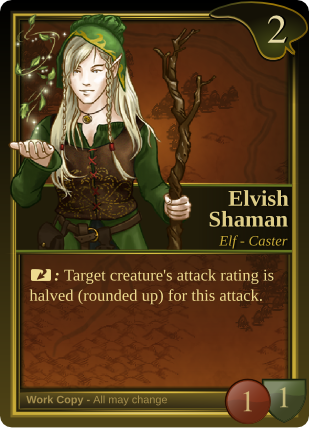 2
Elvish
Shaman
Elf - Caster
: Target creature's attack rating is
halved (rounded up) for this attack.
Work Copy - All may change
1
1